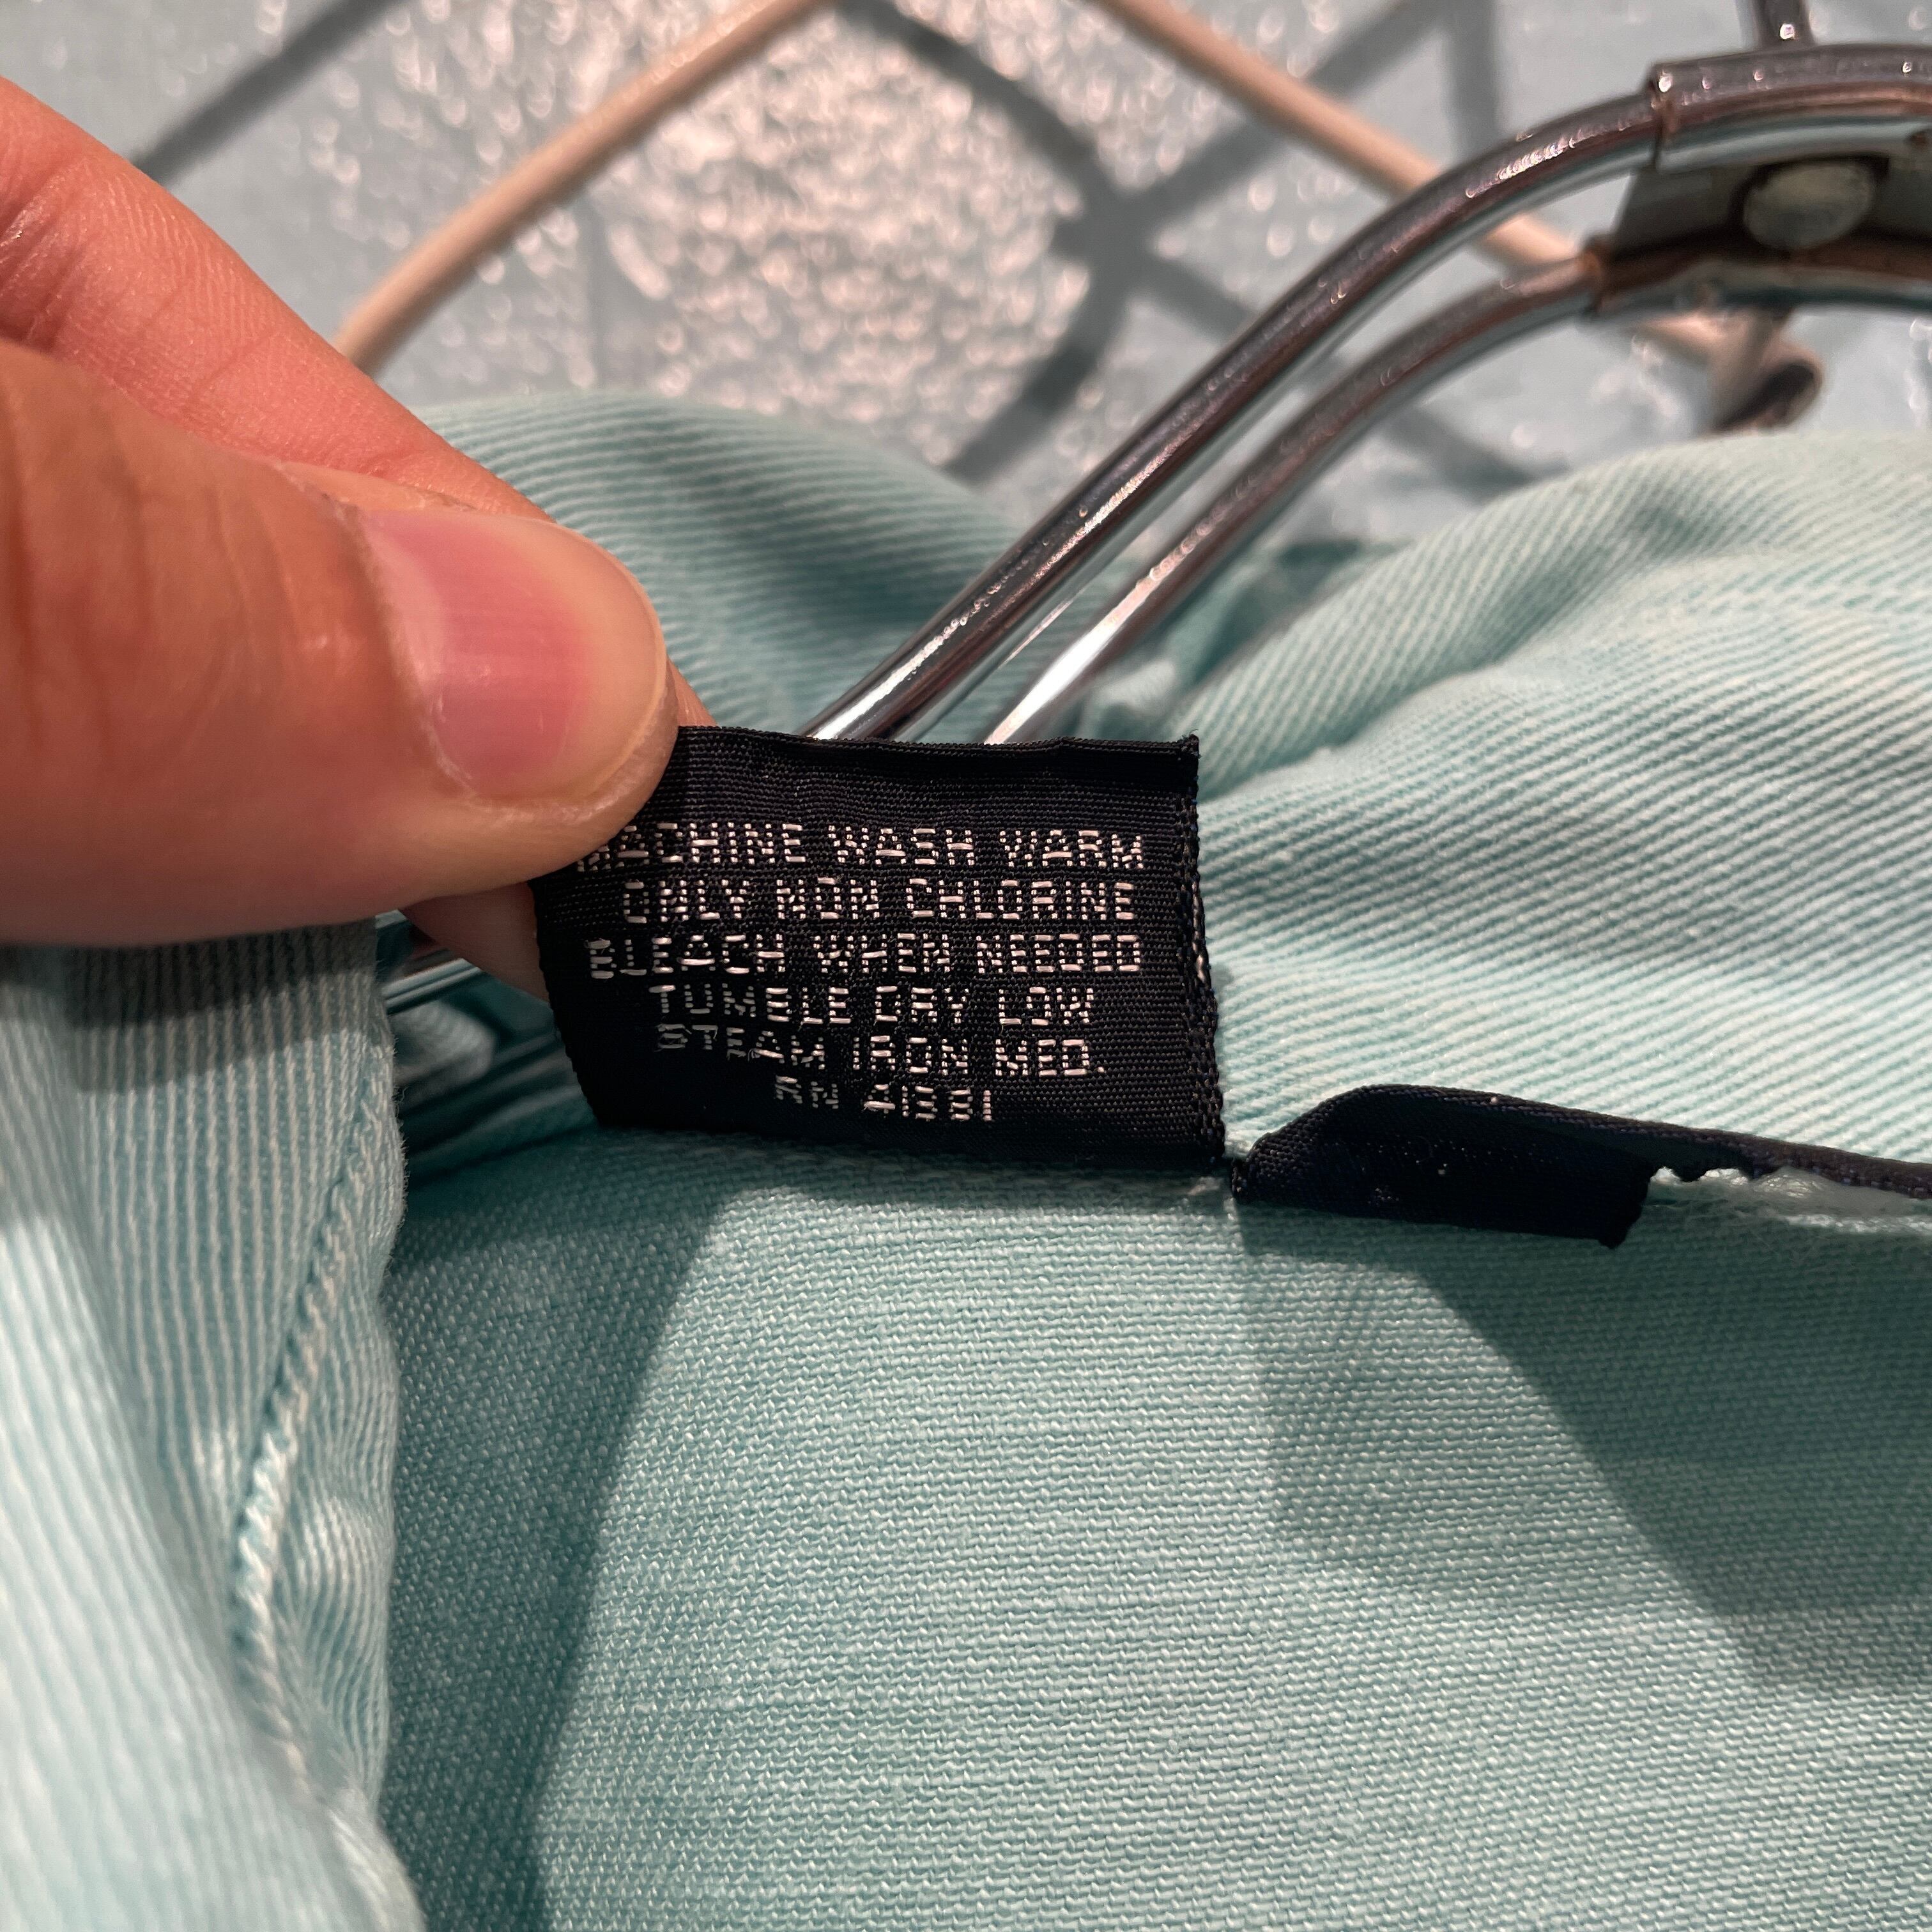 MACHINE WASH WARM
ONLY NON CHLORINE
BLEACH WHEN NEEDED
TUMBLE DRY LOW
STEAM IRON MED.
RN 41381